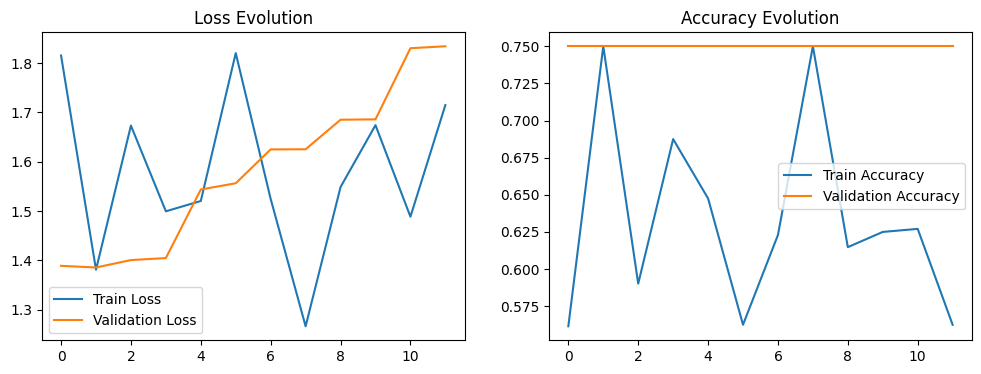 Loss Evolution
1.8
1.7
1.6
1.5
1.4
1.3
Train Loss
Validation Loss
0 2 4 6 8 10
Accuracy Evolution
0.750
0.725
0.700
0.675
0.650
0.625
0.600
0.575
Train Accuracy
Validation Accuracy
0 2 4 6 8 10